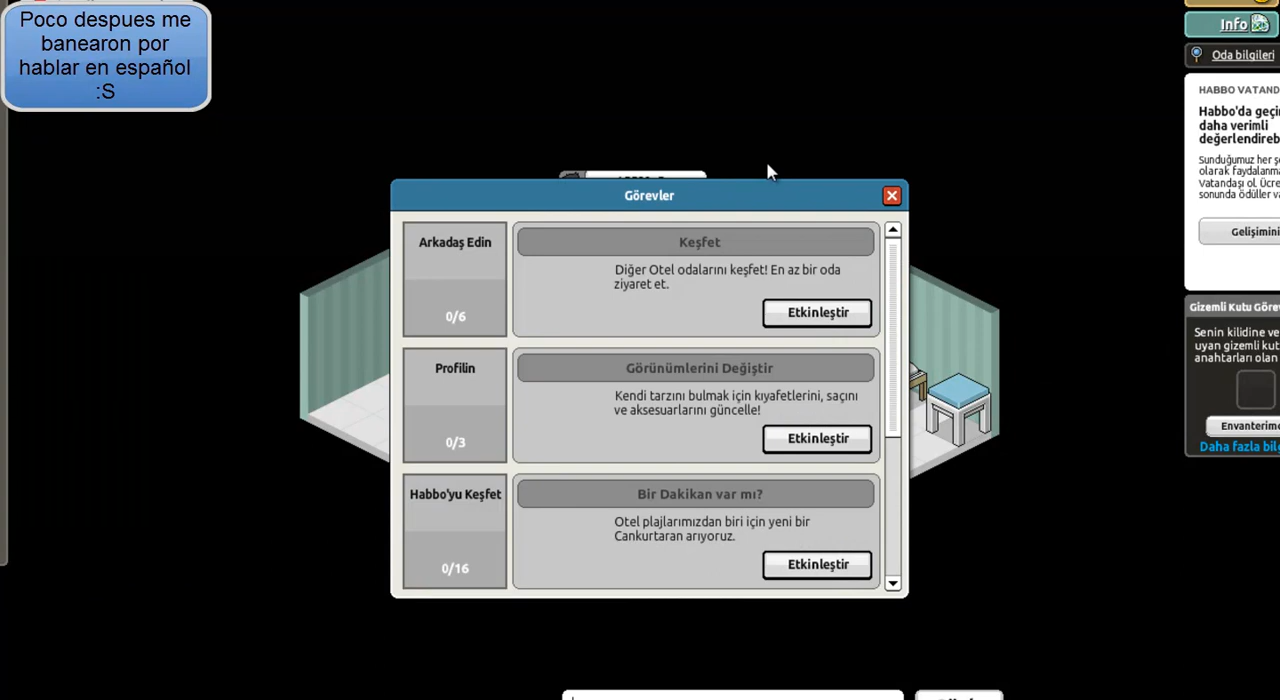 Poco despues me
banearon por
hablar en español
:S
Info
Oda bilgileri
HABBO VATAND
Habbo'da geçi
daha verimli
değerlendireb
Sunduğumuz her ş
olarak faydalanma
Vatandaşı ol. Ücre
sonunda ödüller va
Gelişimini
Gizemli Kutu Görev
Senin kilidine ve
uyan gizemli kut
anahtarları olan
Envanterime
Daha fazla bilg
Görevler
Arkadaş Edin
0/6
Keşfet
Diğer Otel odalarını keşfet! En az bir oda
ziyaret et.
Etkinleştir
Profilin
0/3
Görünümlerini Değiştir
Kendi tarzını bulmak için kıyafetlerini, saçını
ve aksesuarlarını güncelle!
Etkinleştir
Habbo'yu Keşfet
0/16
Bir Dakikan var mı?
Otel plajlarımızdan biri için yeni bir
Cankurtaran arıyoruz.
Etkinleştir